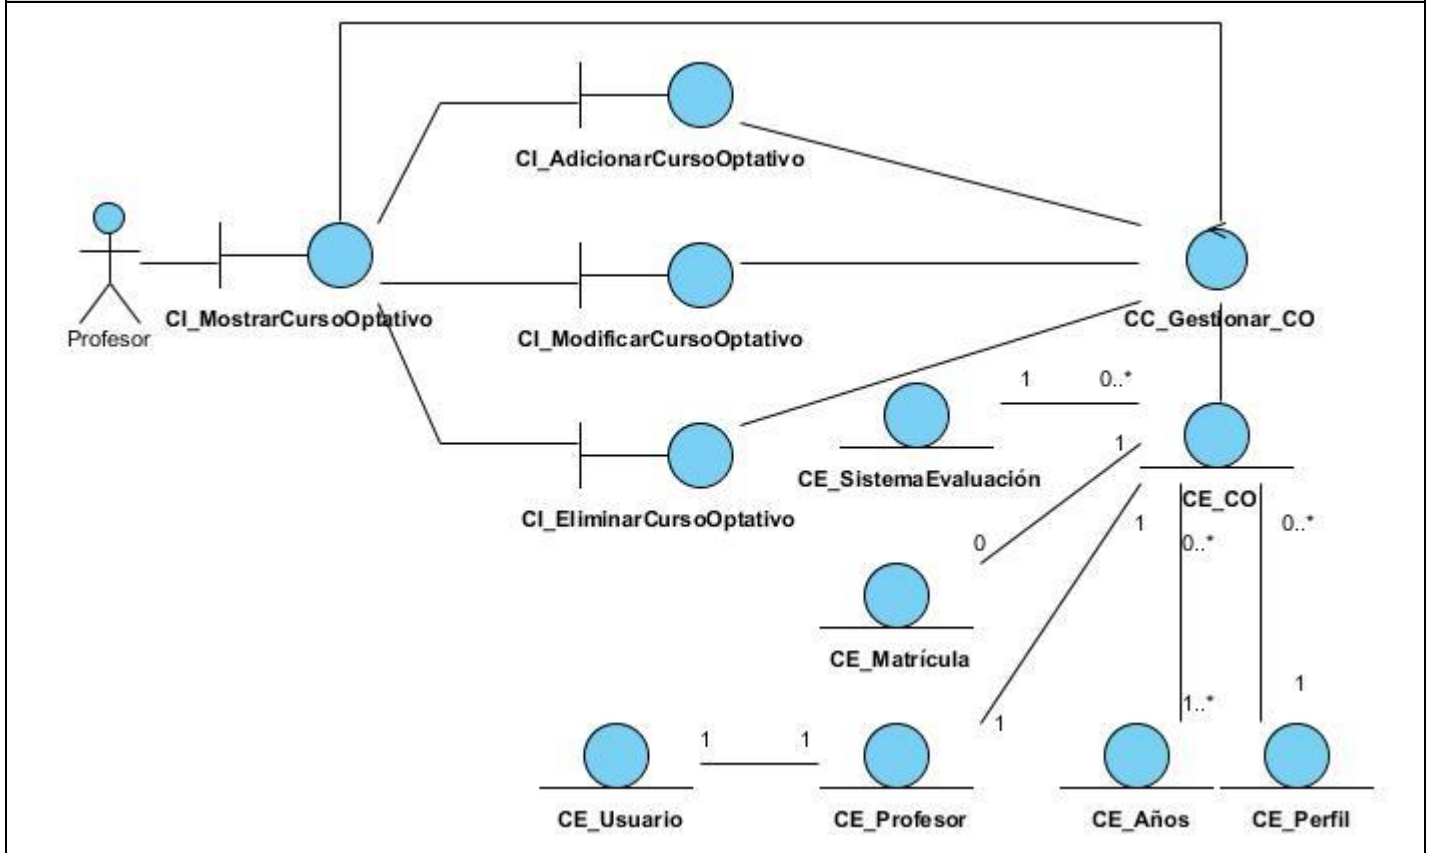 CI_AdicionarCursoOptativo
Profesor
CI_MostrarCursoOptativo
CI_ModificarCursoOptativo
CC_Gestionar_CO
1
0..*
CE_SistemaEvaluación
1
CE_CO
CI_EliminarCursoOptativo
1
0..*
0..*
0
CE_Matrícula
1
1..*
1
1
1
CE_Usuario
CE_Profesor
CE_Años
CE_Perfil